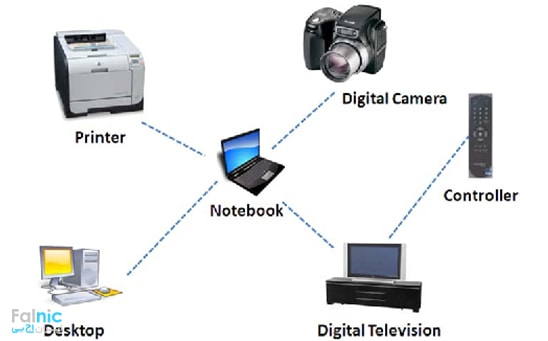 Digital Camera
Printer
Controller
Notebook
Falnic
Desktop
Digital Television